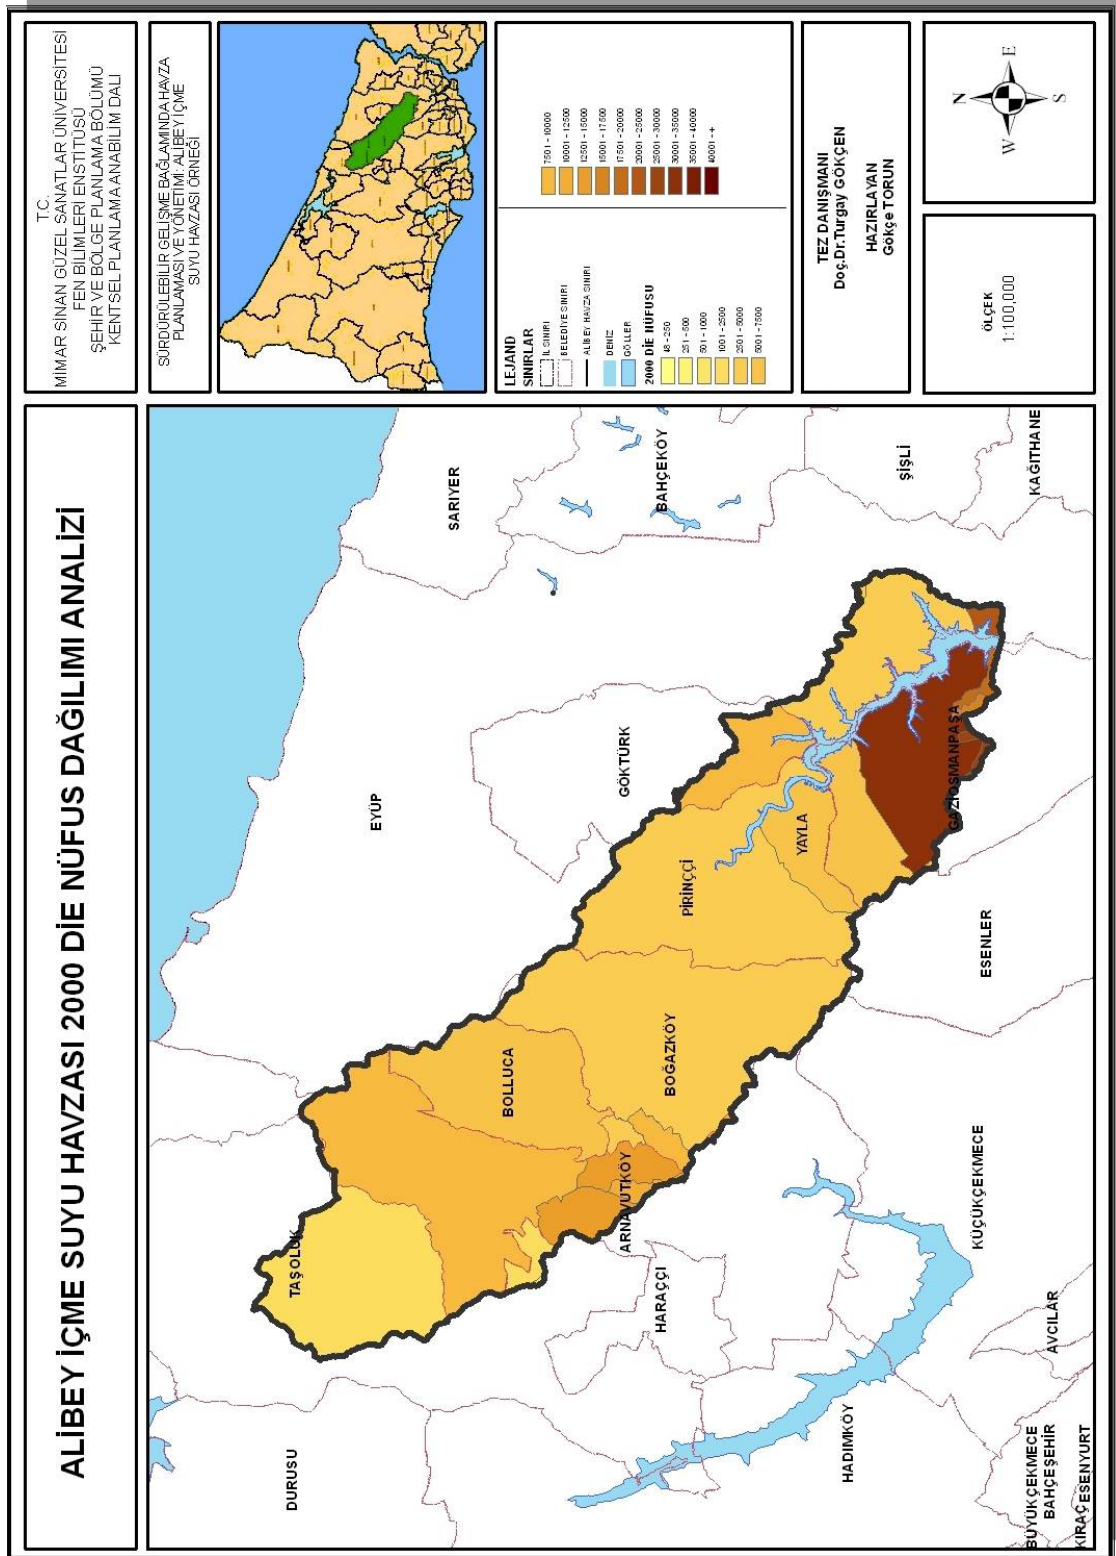 ALİBEY İÇME SUYU HAVZASI 2000 DİE NÜFUS DAĞILIMI ANALİZİ
T.C.
MİMAR SİNAN GÜZEL SANATLAR ÜNİVERSİTESİ
FEN BİLİMLERİ ENSTİTÜSÜ
ŞEHİR VE BÖLGE PLANLAMA BÖLÜMÜ
KENTSEL PLANLAMA ANABİLİM DALI
SÜRDÜRÜLEBİLİR GELİŞME BAĞLAMINDA HAVZA
PLANLAMASI VE YÖNETİMİ: ALİBEY İÇME
SUYU HAVZASI ÖRNEĞİ
LEJAND
SINIRLAR
İL SINIRI
BELEDİYE SINIRI
ALİBEY HAVZA SINIRI
DENİZ
GÖLLER
2000 DİE NÜFUSU
48 - 250
251 - 500
501 - 1000
1001 - 2500
2501 - 5000
5001 - 7500
7501 - 10000
10001 - 12500
12501 - 15000
15001 - 17500
17501 - 20000
20001 - 25000
25001 - 30000
30001 - 35000
35001 - 40000
40001 - +
TEZ DANIŞMANI
Doç.Dr.Turgay GÖKÇEN
HAZIRLAYAN
Gökçe TORUN
ÖLÇEK
1:100.000
N
W
E
S
SARIYER
BAHÇEKÖY
ŞİŞLİ
KAĞITHANE
EYÜP
GÖKTÜRK
PİRİNÇÇİ
YAYLA
GAZİOSMANPAŞA
ESENLER
BOLLUCA
BOĞAZKÖY
TAŞOLUK
ARNAVUTKÖY
HARAÇÇI
KÜÇÜKÇEKMECE
AVCILAR
DURUSU
HADIMKÖY
BÜYÜKÇEKMECE
BAHÇEŞEHİR
KIRAÇ
ESENYURT